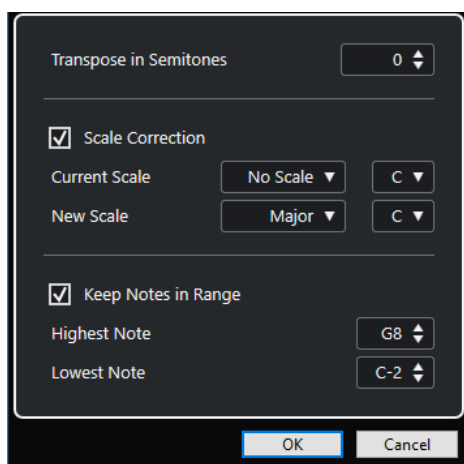 Transpose in Semitones 0
Scale Correction
Current Scale No Scale C
New Scale Major C
Keep Notes in Range
Highest Note G8
Lowest Note C-2
OK Cancel